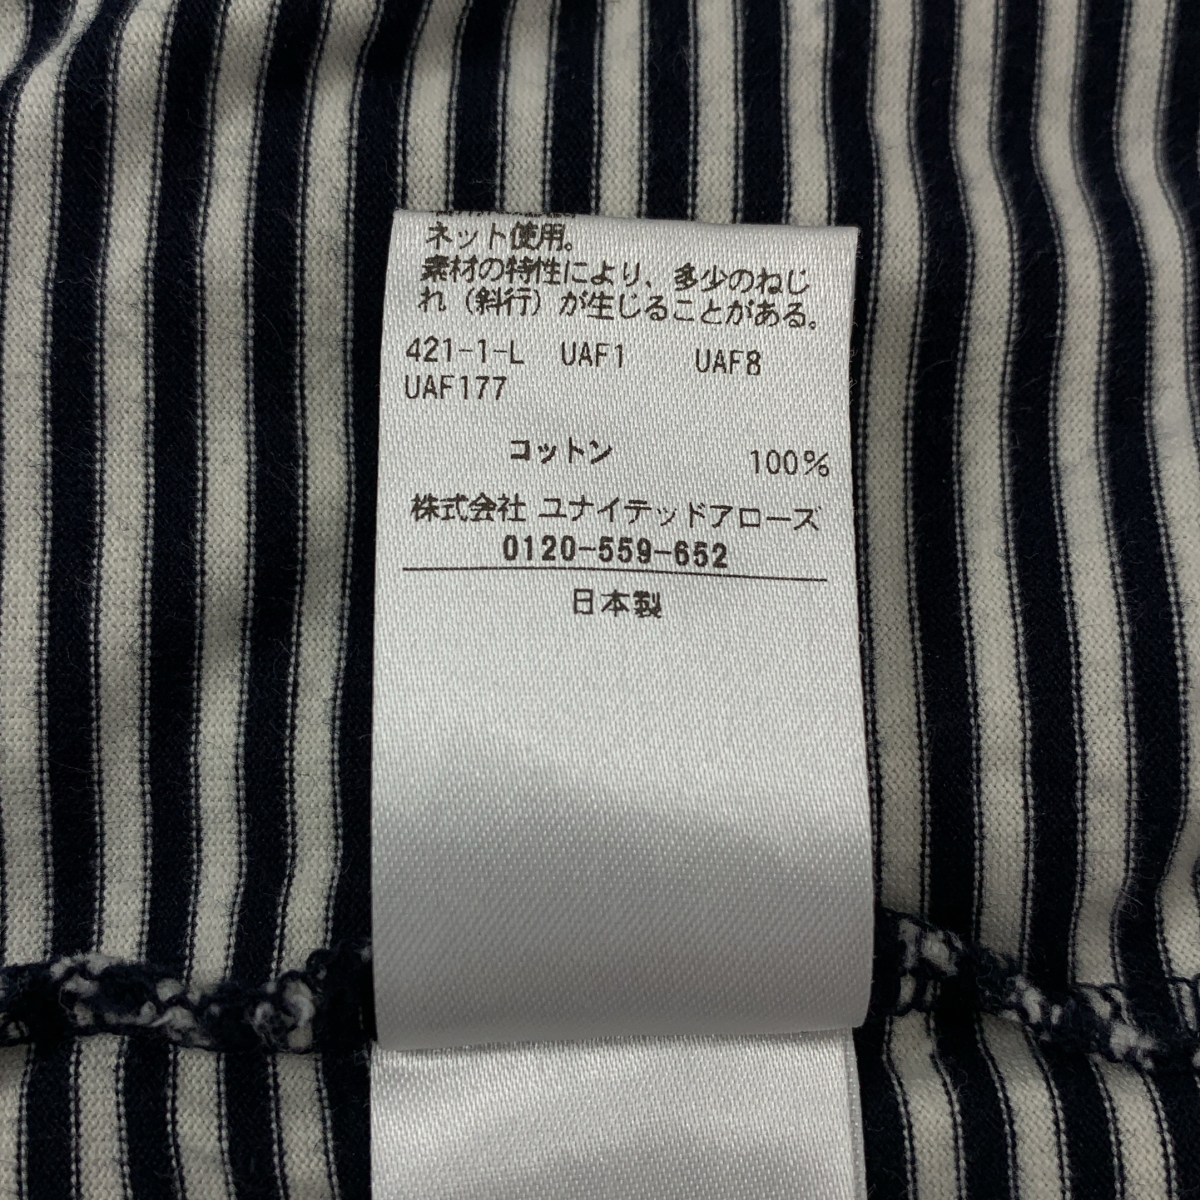 ネット使用。
素材の特性により、多少のねじ
れ（斜行）が生じることがある。
421-1-L UAF1 UAF8
UAF177
コットン 100%
株式会社 ユナイテッドアローズ
0120-559-652
日本製